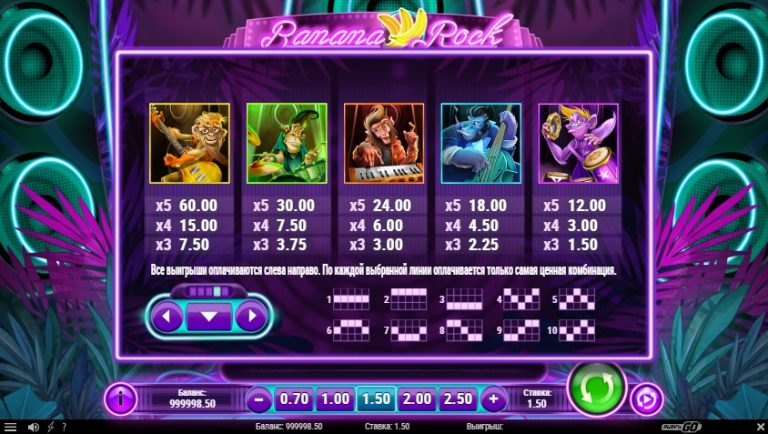 Banana Rock
x5 60.00 x5 30.00 x5 24.00 x5 18.00 x5 12.00
x4 15.00 x4 7.50 x4 6.00 x4 4.50 x4 3.00
x3 7.50 x3 3.75 x3 3.00 x3 2.25 x3 1.50
Все выигрыши оплачиваются слева направо. По каждой выбранной линии оплачивается только самая ценная комбинация.
1 2 3 4 5
6 7 8 9 10
Баланс: 999998.50
0.70 1.00 1.50 2.00 2.50
Ставка: 1.50
Баланс: 999998.50 Ставка: 1.50 Выигрыш:
PLAY'N GO